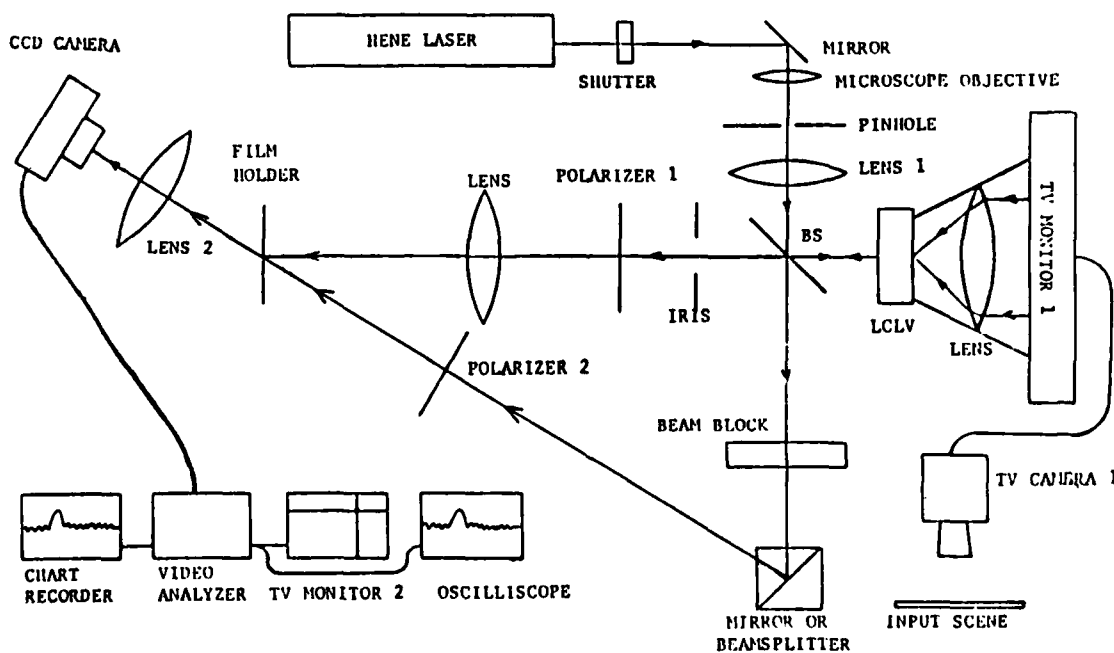 CCD CAMERA
HENE LASER
MIRROR
SHUTTER
MICROSCOPE OBJECTIVE
PINHOLE
FILM
HOLDER
LENS
POLARIZER 1
LENS 1
TV MONITOR 1
BS
LENS 2
IRIS
LCLV
LENS
POLARIZER 2
BEAM BLOCK
TV CAMERA 1
CHART
RECORDER
VIDEO
ANALYZER
TV MONITOR 2
OSCILLISCOPE
MIRROR OR
BEAMSPLITTER
INPUT SCENE